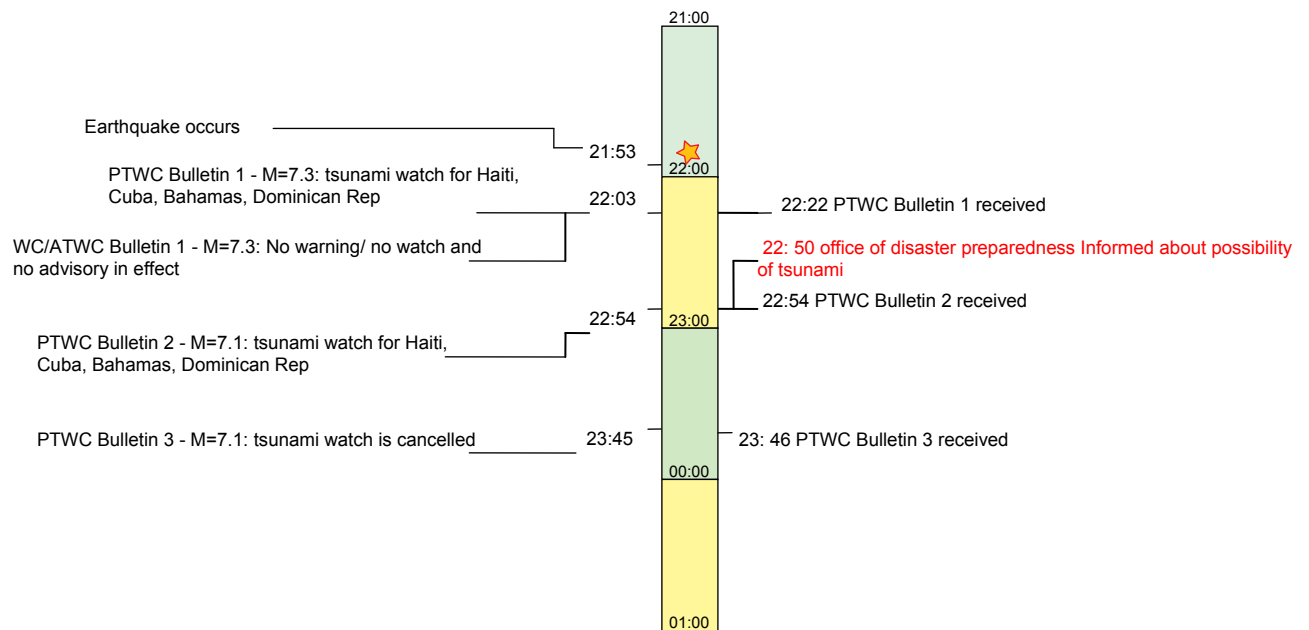 21:00
Earthquake occurs
21:53
PTWC Bulletin 1 - M=7.3: tsunami watch for Haiti,
Cuba, Bahamas, Dominican Rep
22:00
22:03
22:22 PTWC Bulletin 1 received
WC/ATWC Bulletin 1 - M=7.3: No warning/ no watch and
no advisory in effect
22: 50 office of disaster preparedness Informed about possibility
of tsunami
22:54 PTWC Bulletin 2 received
22:54
23:00
PTWC Bulletin 2 - M=7.1: tsunami watch for Haiti,
Cuba, Bahamas, Dominican Rep
PTWC Bulletin 3 - M=7.1: tsunami watch is cancelled
23:45
23: 46 PTWC Bulletin 3 received
00:00
01:00